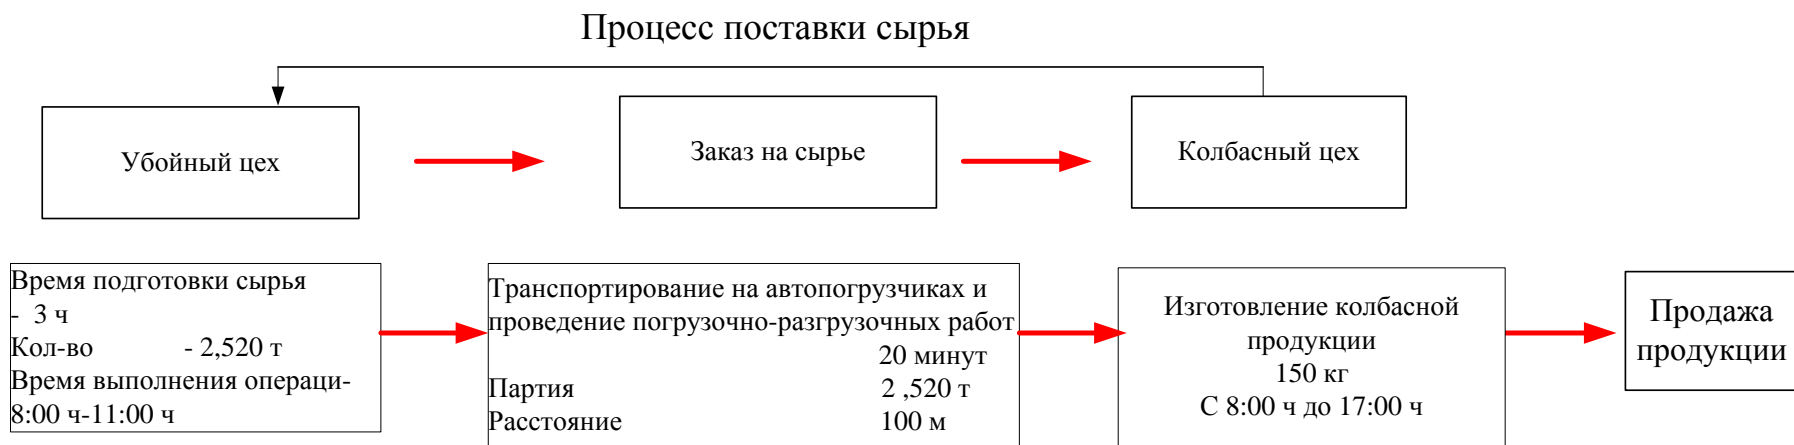 Процесс поставки сырья
Убойный цех
Заказ на сырье
Колбасный цех
Время подготовки сырья
- 3 ч
Кол-во - 2,520 т
Время выполнения операци-
8:00 ч-11:00 ч
Транспортирование на автопогрузчиках и
проведение погрузочно-разгрузочных работ
20 минут
Партия 2 ,520 т
Расстояние 100 м
Изготовление колбасной
продукции
150 кг
С 8:00 ч до 17:00 ч
Продажа
продукции